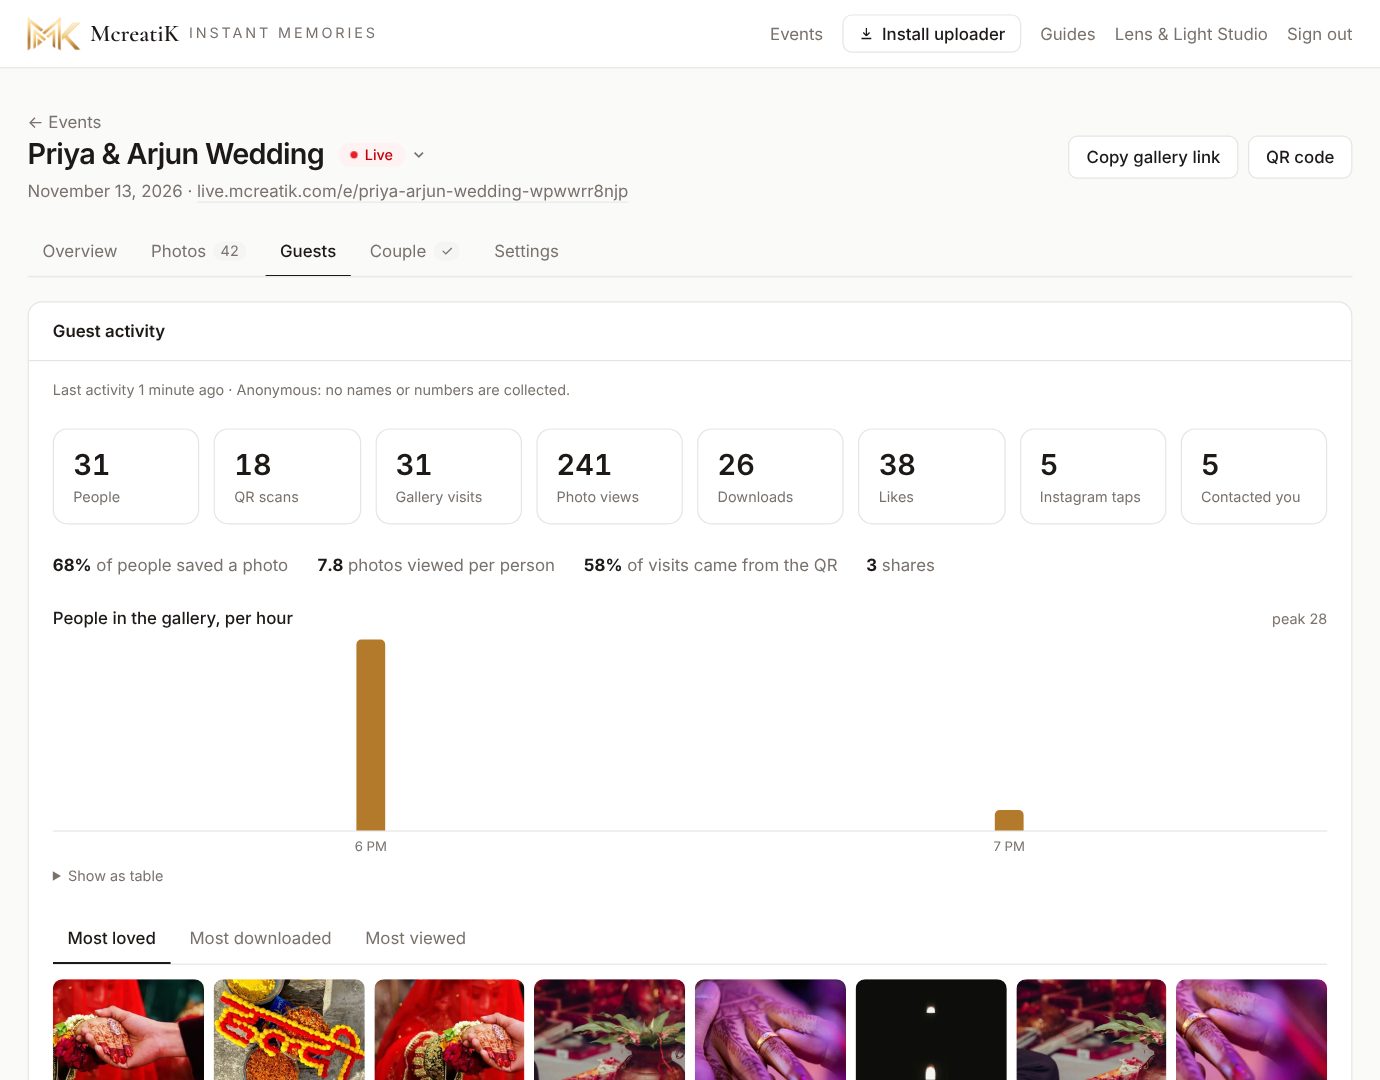 MK McreatiK INSTANT MEMORIES
Events
Install uploader
Guides
Lens & Light Studio
Sign out
← Events
Priya & Arjun Wedding
Live
Copy gallery link
QR code
November 13, 2026 · live.mcreatik.com/e/priya-arjun-wedding-wpwwrr8njp
Overview
Photos 42
Guests
Couple ✓
Settings
Guest activity
Last activity 1 minute ago · Anonymous: no names or numbers are collected.
31
People
18
QR scans
31
Gallery visits
241
Photo views
26
Downloads
38
Likes
5
Instagram taps
5
Contacted you
68% of people saved a photo
7.8 photos viewed per person
58% of visits came from the QR
3 shares
People in the gallery, per hour
peak 28
6 PM
7 PM
Show as table
Most loved
Most downloaded
Most viewed